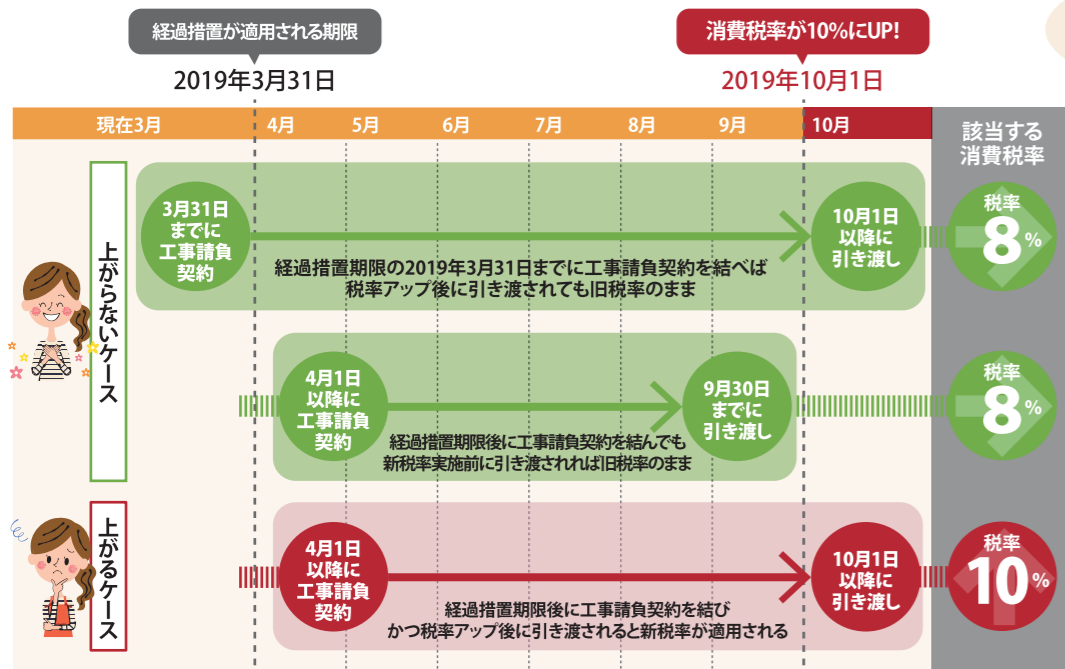 経過措置が適用される期限
消費税率が10%にUP!
2019年3月31日
2019年10月1日
現在3月
4月
5月
6月
7月
8月
9月
10月
該当する
消費税率
上がらないケース
3月31日
までに
工事請負
契約
経過措置期限の2019年3月31日までに工事請負契約を結べば
税率アップ後に引き渡されても旧税率のまま
10月1日
以降に
引き渡し
税率
8%
4月1日
以降に
工事請負
契約
経過措置期限後に工事請負契約を結んでも
新税率実施前に引き渡されれば旧税率のまま
9月30日
までに
引き渡し
税率
8%
上がるケース
4月1日
以降に
工事請負
契約
経過措置期限後に工事請負契約を結び
かつ税率アップ後に引き渡されると新税率が適用される
10月1日
以降に
引き渡し
税率
10%